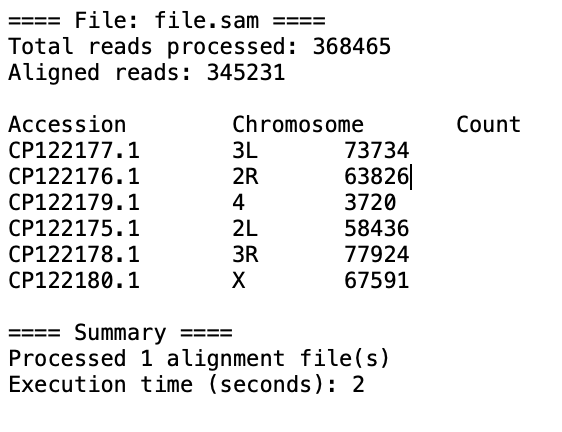 ==== File: file.sam ====
Total reads processed: 368465
Aligned reads: 345231
Accession Chromosome Count
CP122177.1 3L 73734
CP122176.1 2R 63826
CP122179.1 4 3720
CP122175.1 2L 58436
CP122178.1 3R 77924
CP122180.1 X 67591
==== Summary ====
Processed 1 alignment file(s)
Execution time (seconds): 2